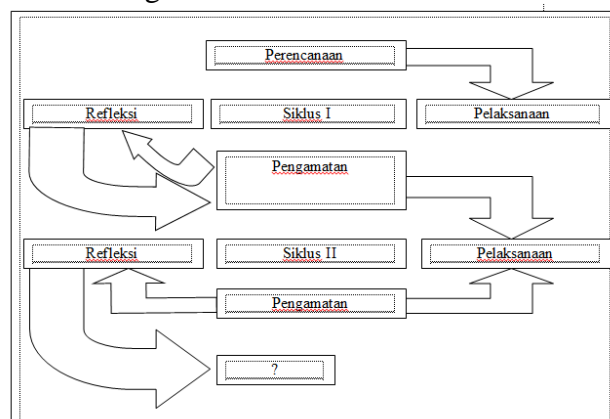 Perencanaan
Refleksi
Siklus I
Pelaksanaan
Pengamatan
Refleksi
Siklus II
Pelaksanaan
Pengamatan
?